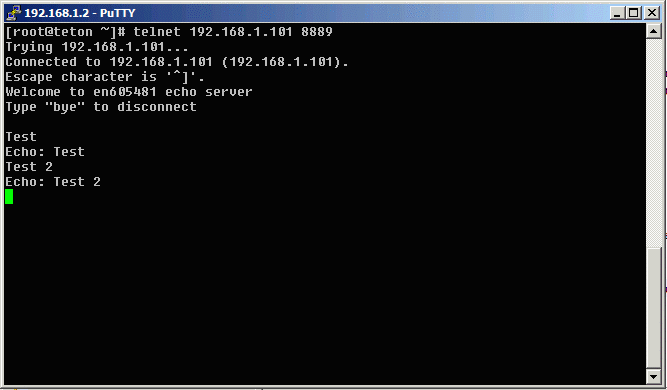 192.168.1.2 - PuTTY
[root@teton ~]# telnet 192.168.1.101 8889
Trying 192.168.1.101...
Connected to 192.168.1.101 (192.168.1.101).
Escape character is '^]'.
Welcome to en605481 echo server
Type "bye" to disconnect
Test
Echo: Test
Test 2
Echo: Test 2